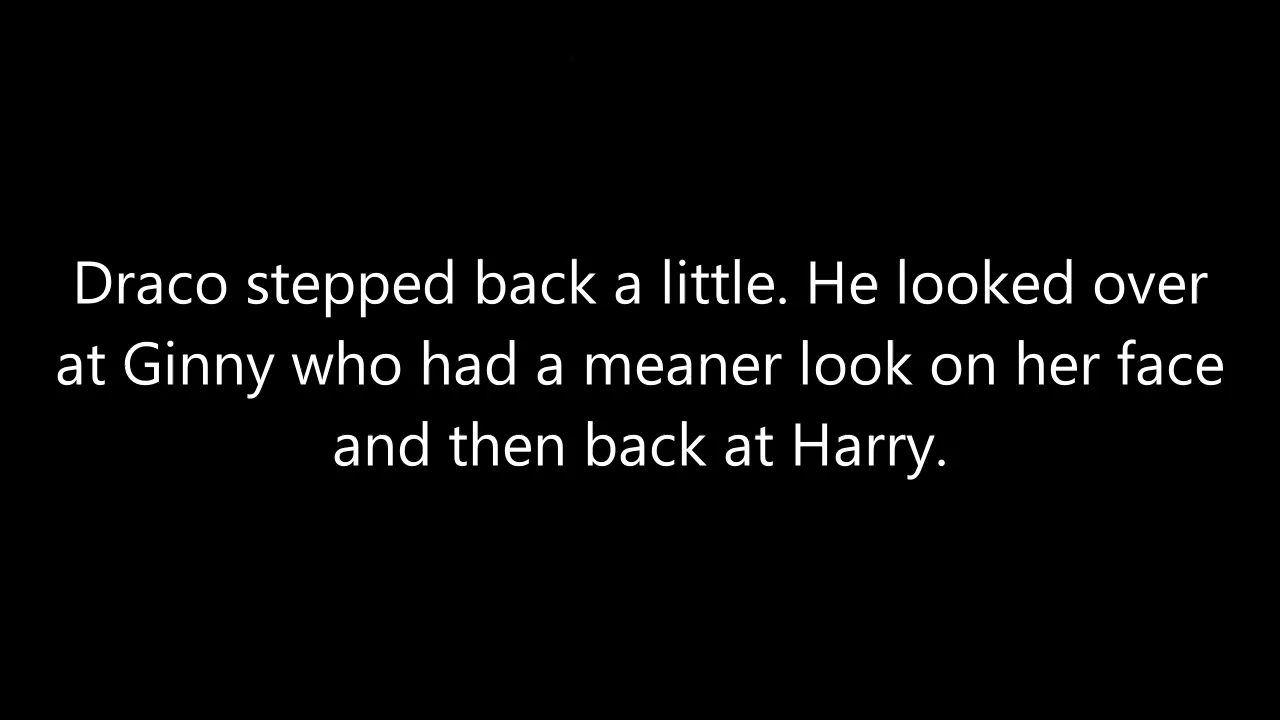 Draco stepped back a little. He looked over
at Ginny who had a meaner look on her face
and then back at Harry.